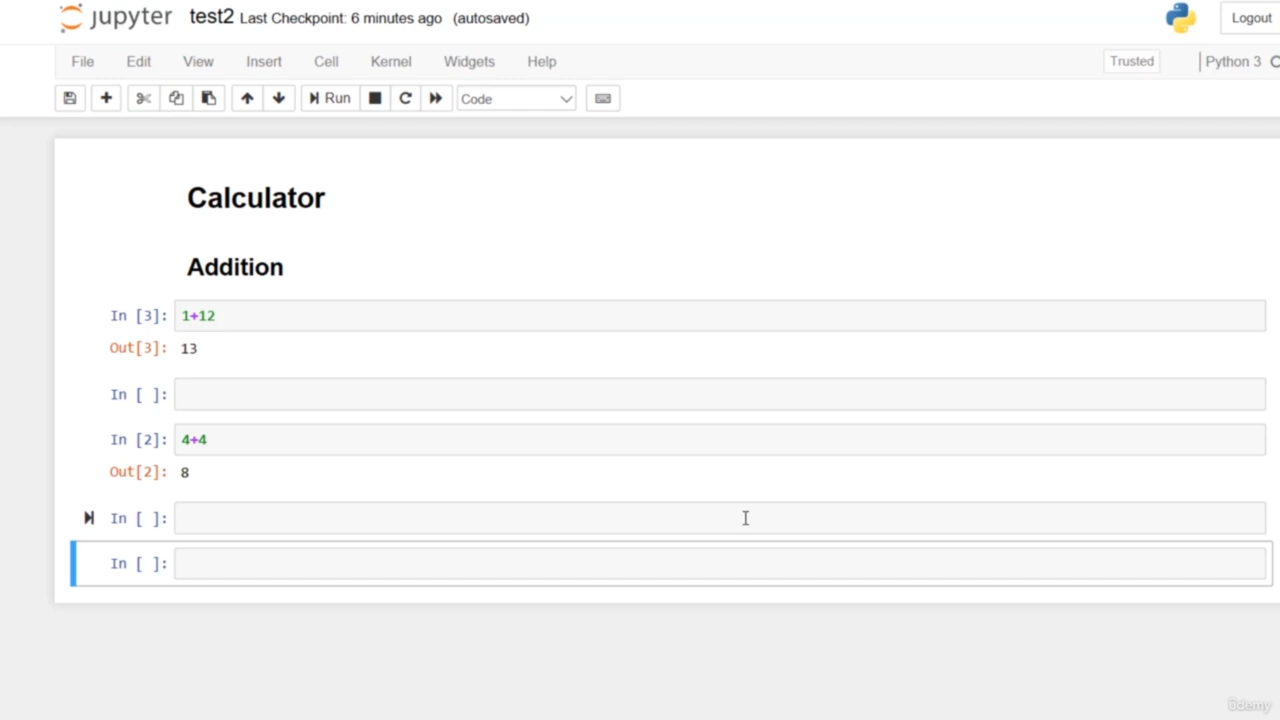 jupyter test2 Last Checkpoint: 6 minutes ago (autosaved) Logout
File Edit View Insert Cell Kernel Widgets Help Trusted Python 3
Run Code
Calculator
Addition
In [3]: 1+12
Out[3]: 13
In [ ]:
In [2]: 4+4
Out[2]: 8
In [ ]:
In [ ]:
ûdemy